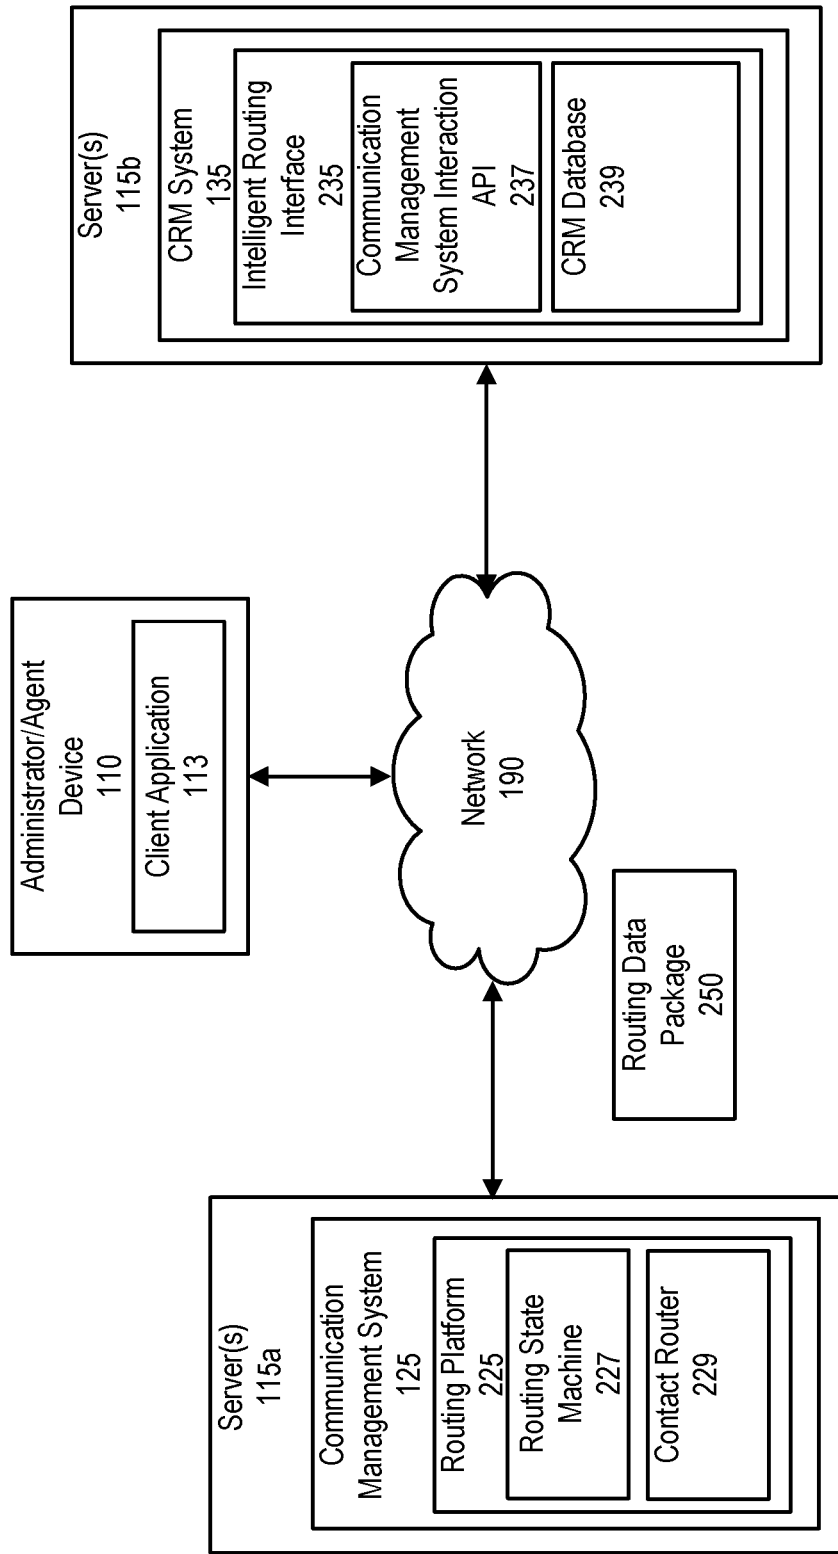 Administrator/Agent
Device
110
Client Application
113
Server(s)
115a
Communication
Management System
125
Routing Platform
225
Routing State
Machine
227
Contact Router
229
Network
190
Routing Data
Package
250
Server(s)
115b
CRM System
135
Intelligent Routing
Interface
235
Communication
Management
System Interaction
API
237
CRM Database
239